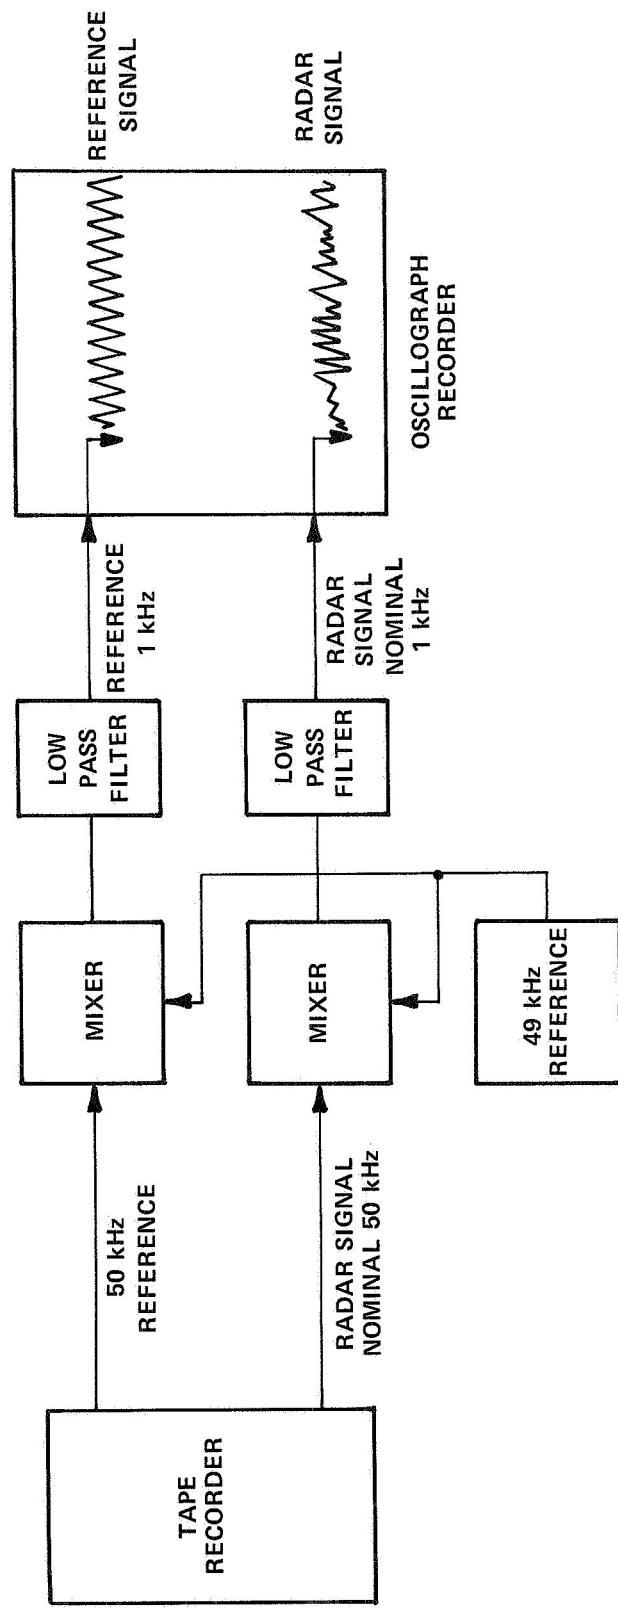 TAPE
RECORDER
50 kHz
REFERENCE
RADAR SIGNAL
NOMINAL 50 kHz
MIXER
MIXER
49 kHz
REFERENCE
LOW
PASS
FILTER
LOW
PASS
FILTER
REFERENCE
1 kHz
RADAR
SIGNAL
NOMINAL
1 kHz
OSCILLOGRAPH
RECORDER
REFERENCE
SIGNAL
RADAR
SIGNAL